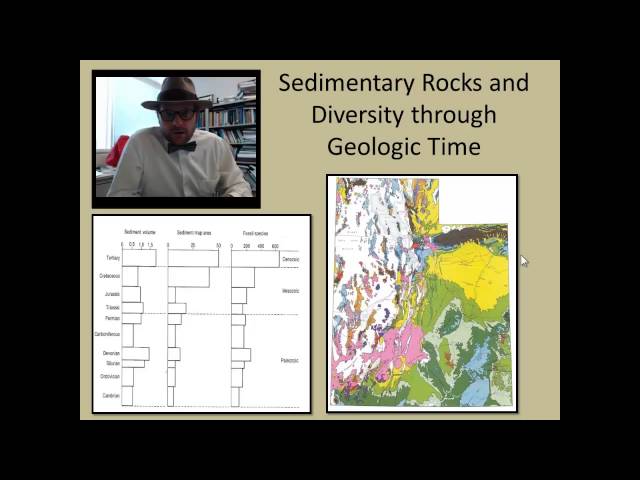 Sedimentary Rocks and
Diversity through
Geologic Time
Sediment volume
Sediment map area
Fossil species
0 0.5 1.0 1.5
0 25 50
0 200 400 600
Tertiary
Cenozoic
Cretaceous
Jurassic
Mesozoic
Triassic
Permian
Carboniferous
Devonian
Silurian
Paleozoic
Ordovician
Cambrian